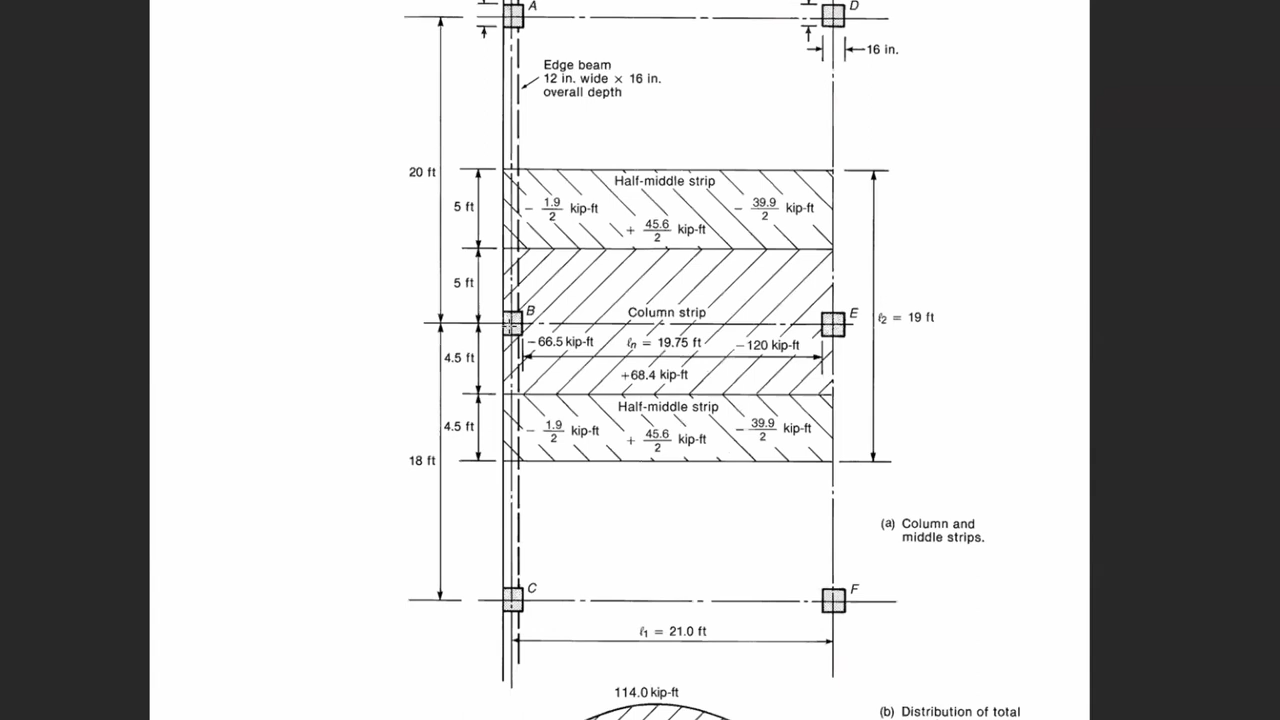 A
D
16 in.
Edge beam
12 in. wide × 16 in.
overall depth
20 ft
Half-middle strip
5 ft
− 1.9/2 kip-ft
− 39.9/2 kip-ft
+ 45.6/2 kip-ft
5 ft
B
Column strip
E
ℓ2 = 19 ft
−66.5 kip-ft
ℓn = 19.75 ft
−120 kip-ft
4.5 ft
+68.4 kip-ft
Half-middle strip
4.5 ft
− 1.9/2 kip-ft
− 39.9/2 kip-ft
+ 45.6/2 kip-ft
18 ft
(a) Column and
middle strips.
C
F
ℓ1 = 21.0 ft
114.0 kip-ft
(b) Distribution of total